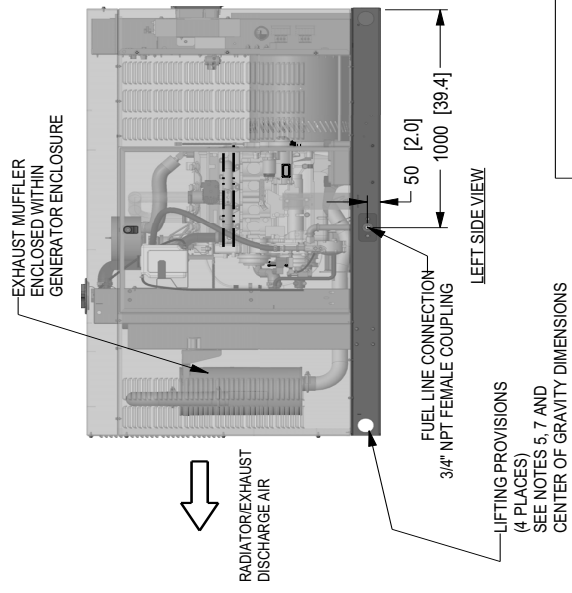 EXHAUST MUFFLER
ENCLOSED WITHIN
GENERATOR ENCLOSURE
RADIATOR/EXHAUST
DISCHARGE AIR
50 [2.0]
1000 [39.4]
FUEL LINE CONNECTION
3/4" NPT FEMALE COUPLING
LEFT SIDE VIEW
LIFTING PROVISIONS
(4 PLACES)
SEE NOTES 5, 7 AND
CENTER OF GRAVITY DIMENSIONS